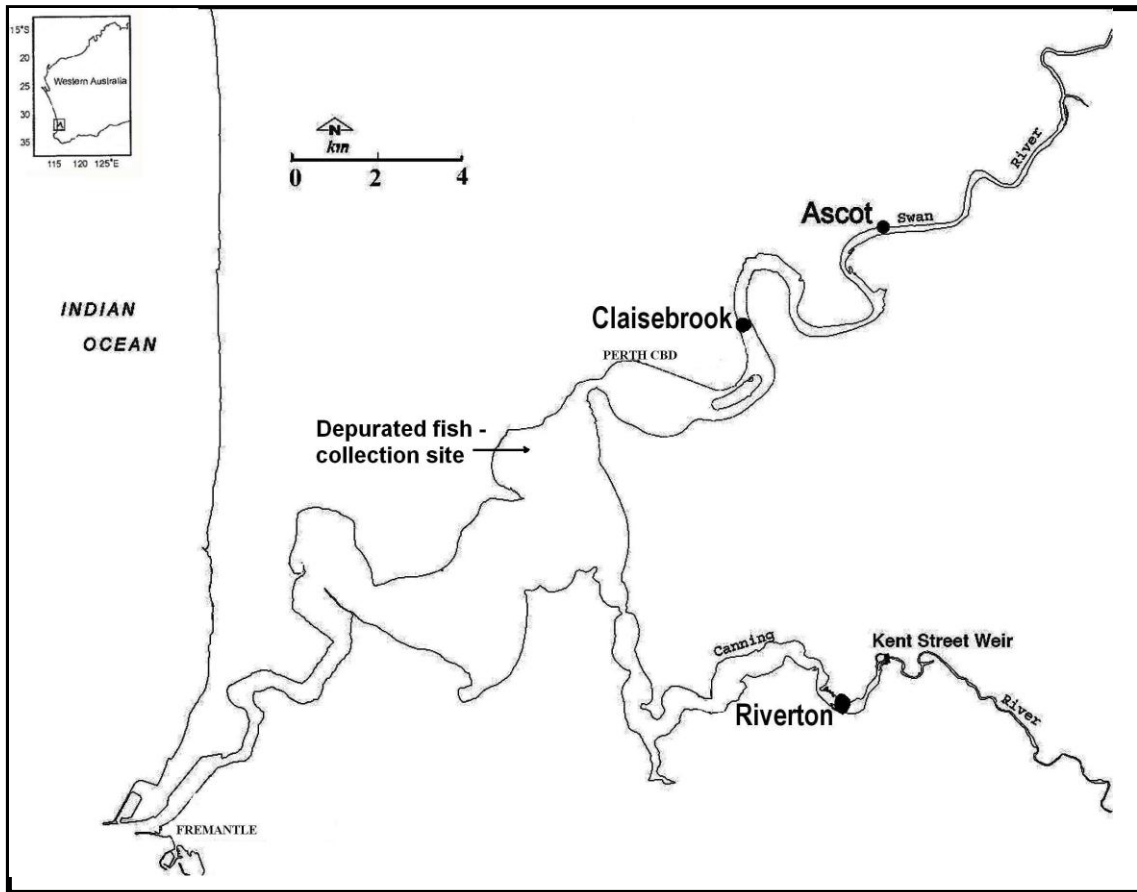 15°S
20
25
30
35
Western Australia
115 120 125°E
N
km
0 2 4
INDIAN
OCEAN
River
Ascot
Swan
Claisebrook
PERTH CBD
Depurated fish -
collection site
Canning
Kent Street Weir
Riverton
River
FREMANTLE